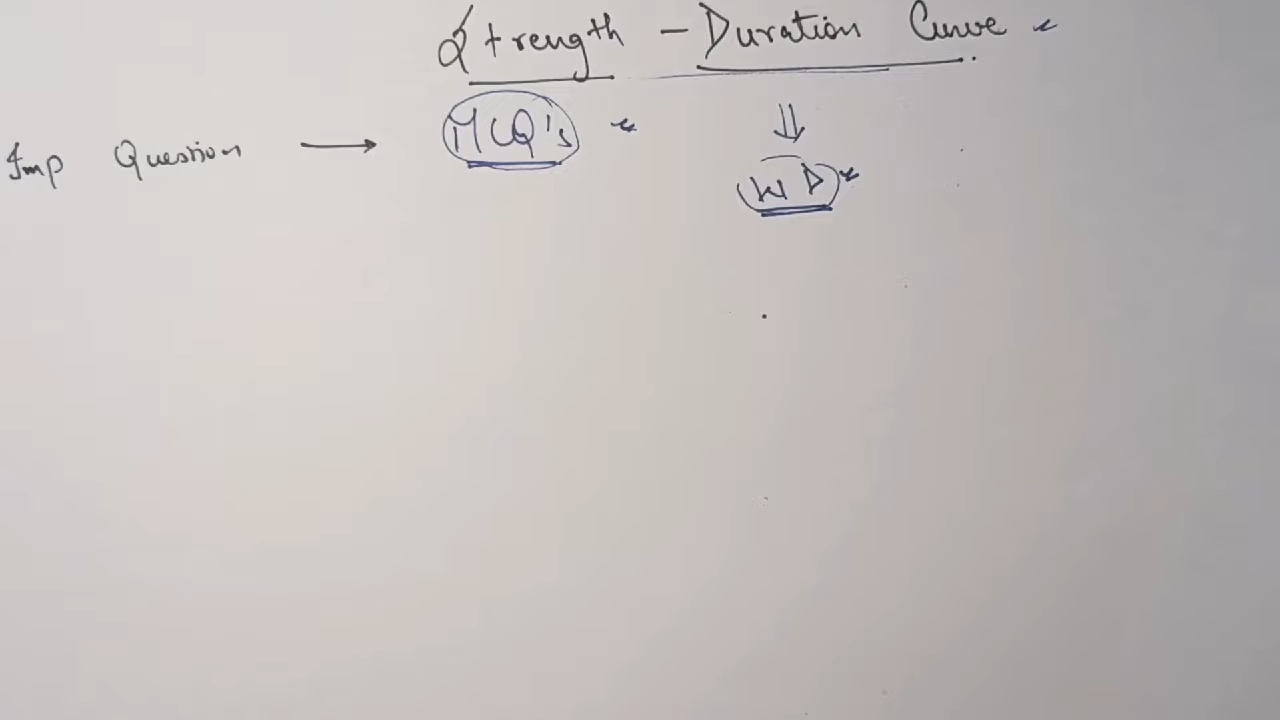 Strength - Duration Curve *
Imp Question → MCQ's * ⇓
WD *